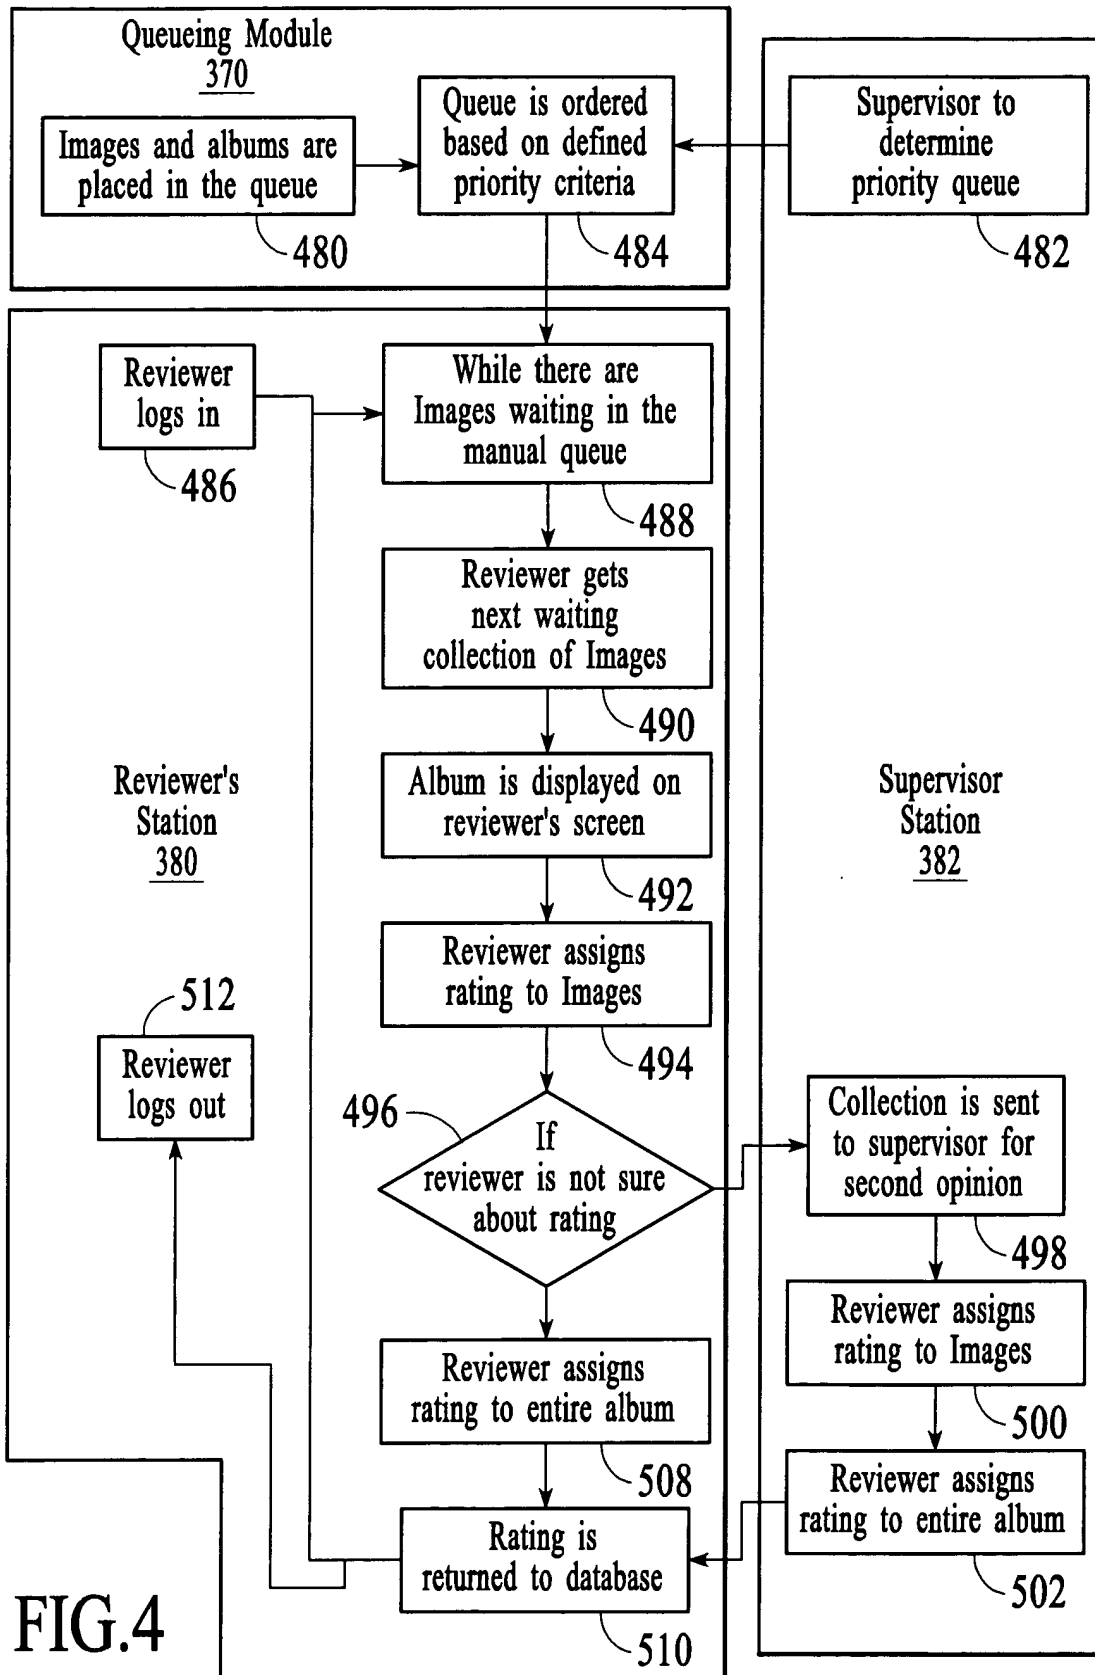 Queueing Module
370
Images and albums are
placed in the queue
480
Queue is ordered
based on defined
priority criteria
484
Supervisor to
determine
priority queue
482
Reviewer
logs in
486
While there are
Images waiting in the
manual queue
488
Reviewer gets
next waiting
collection of Images
490
Album is displayed on
reviewer's screen
492
Reviewer's
Station
380
Supervisor
Station
382
Reviewer assigns
rating to Images
494
512
Reviewer
logs out
496
If
reviewer is not sure
about rating
Collection is sent
to supervisor for
second opinion
498
Reviewer assigns
rating to Images
500
Reviewer assigns
rating to entire album
508
Reviewer assigns
rating to entire album
502
Rating is
returned to database
510
FIG.4